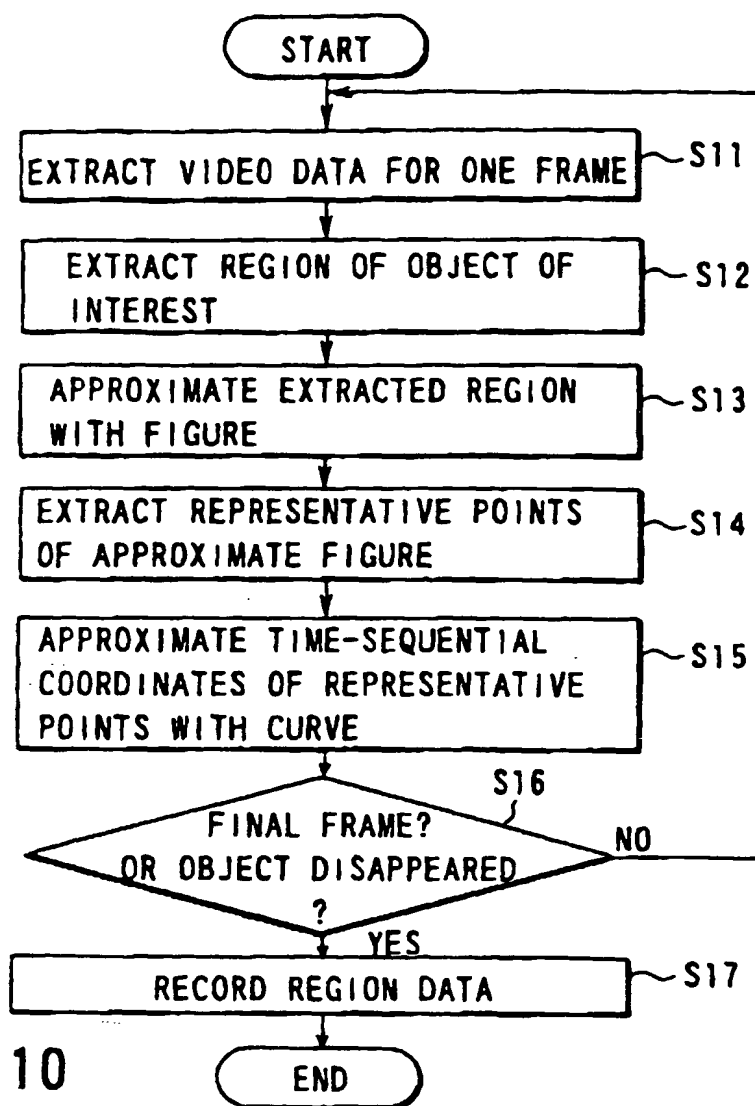 START
EXTRACT VIDEO DATA FOR ONE FRAME
S11
EXTRACT REGION OF OBJECT OF
INTEREST
S12
APPROXIMATE EXTRACTED REGION
WITH FIGURE
S13
EXTRACT REPRESENTATIVE POINTS
OF APPROXIMATE FIGURE
S14
APPROXIMATE TIME-SEQUENTIAL
COORDINATES OF REPRESENTATIVE
POINTS WITH CURVE
S15
S16
FINAL FRAME?
OR OBJECT DISAPPEARED
?
NO
YES
RECORD REGION DATA
S17
END
10